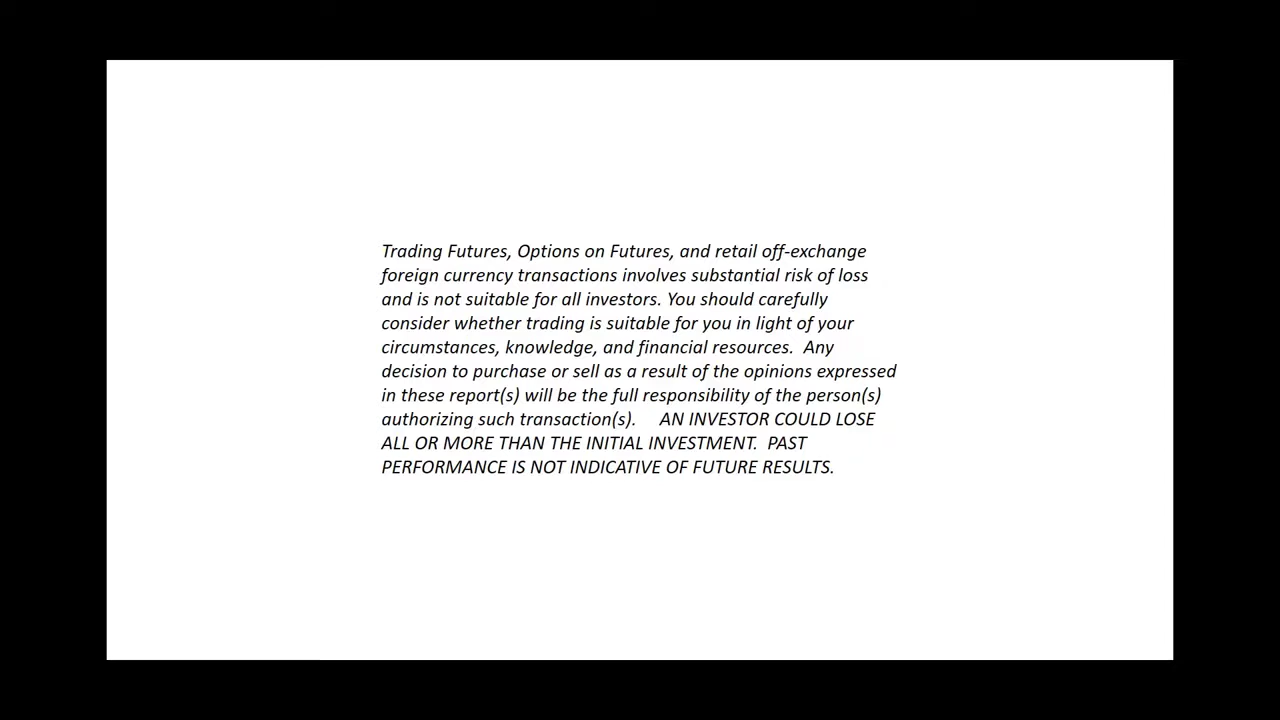 Trading Futures, Options on Futures, and retail off-exchange
foreign currency transactions involves substantial risk of loss
and is not suitable for all investors. You should carefully
consider whether trading is suitable for you in light of your
circumstances, knowledge, and financial resources.  Any
decision to purchase or sell as a result of the opinions expressed
in these report(s) will be the full responsibility of the person(s)
authorizing such transaction(s).     AN INVESTOR COULD LOSE
ALL OR MORE THAN THE INITIAL INVESTMENT.  PAST
PERFORMANCE IS NOT INDICATIVE OF FUTURE RESULTS.